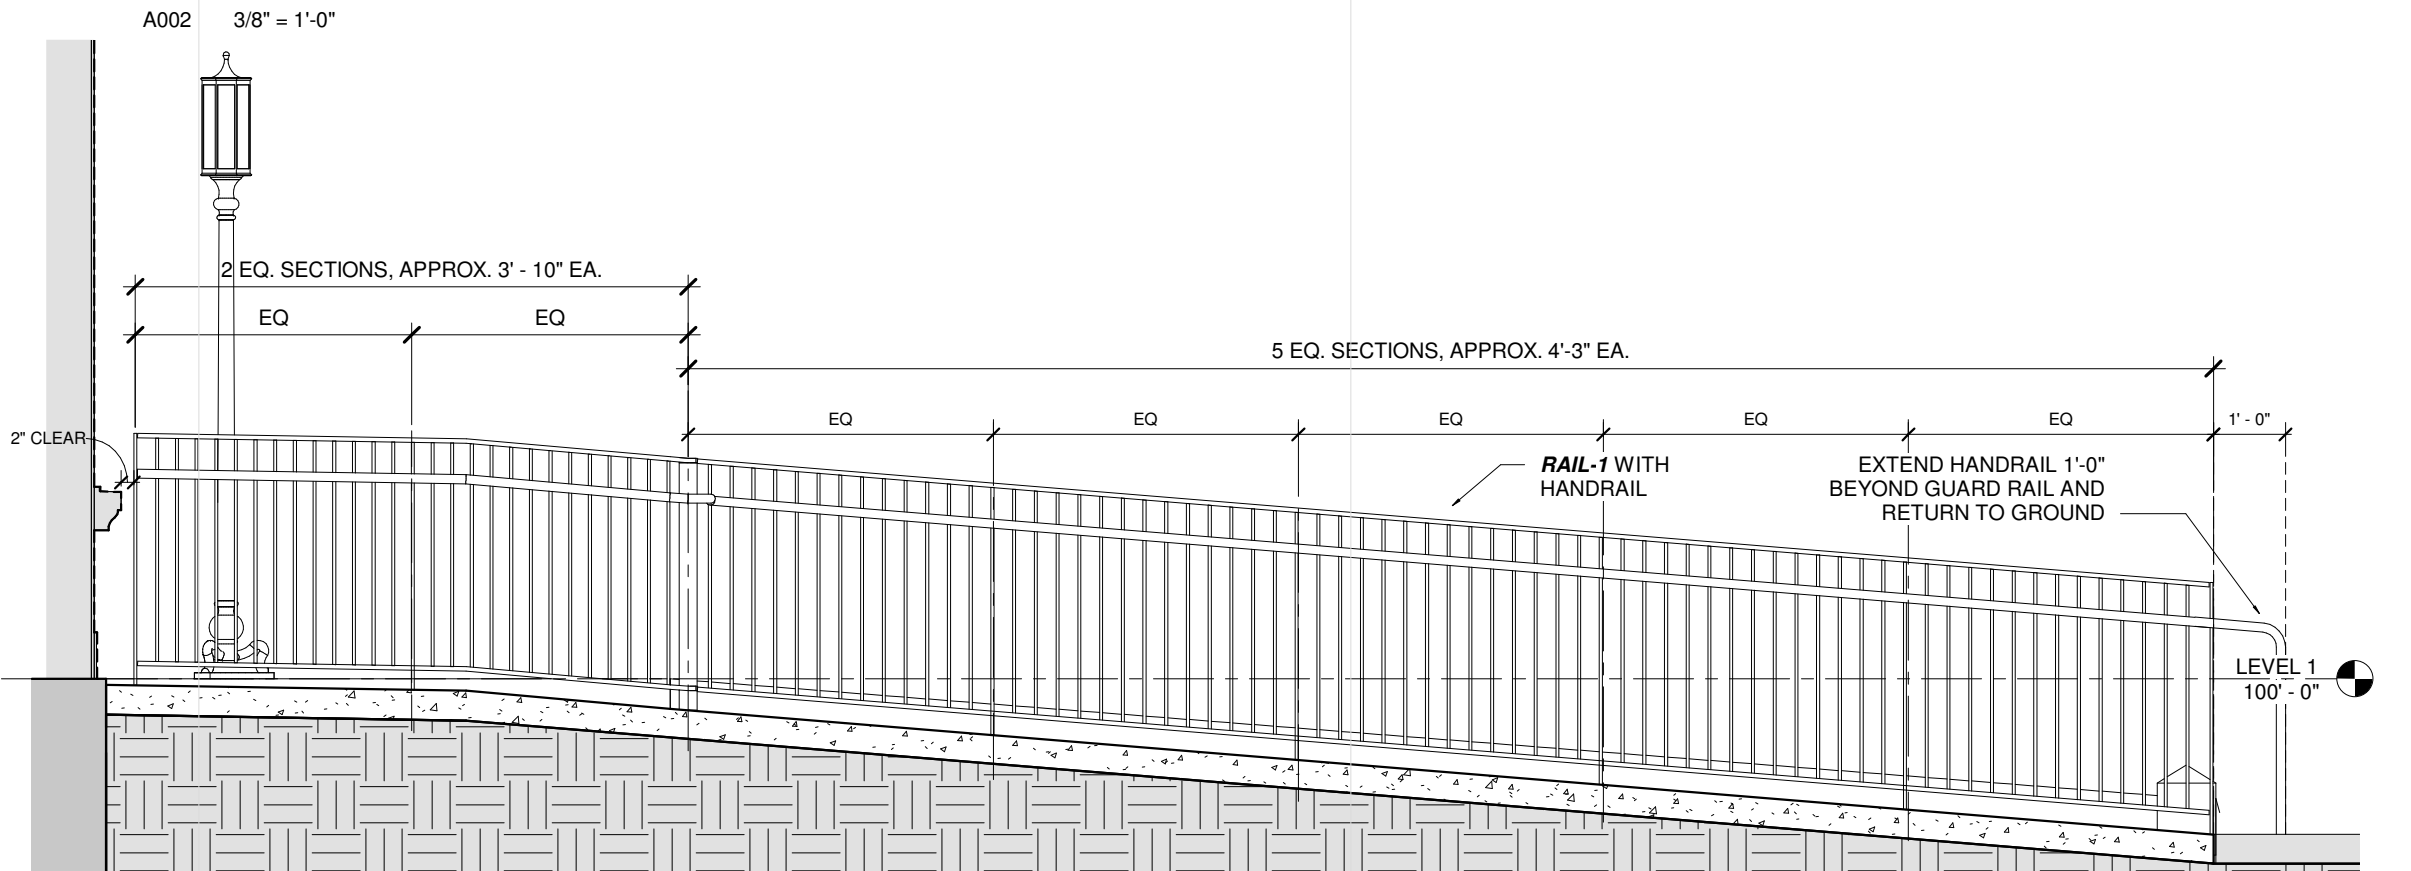 A002 3/8" = 1'-0"
2 EQ. SECTIONS, APPROX. 3' - 10" EA.
EQ EQ
5 EQ. SECTIONS, APPROX. 4'-3" EA.
EQ EQ EQ EQ EQ 1' - 0"
2" CLEAR
RAIL-1 WITH
HANDRAIL
EXTEND HANDRAIL 1'-0"
BEYOND GUARD RAIL AND
RETURN TO GROUND
LEVEL 1
100' - 0"